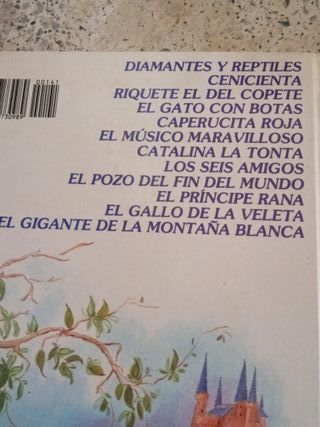 00141
730989
DIAMANTES Y REPTILES
CENICIENTA
RIQUETE EL DEL COPETE
EL GATO CON BOTAS
CAPERUCITA ROJA
EL MÚSICO MARAVILLOSO
CATALINA LA TONTA
LOS SEIS AMIGOS
EL POZO DEL FIN DEL MUNDO
EL PRÍNCIPE RANA
EL GALLO DE LA VELETA
EL GIGANTE DE LA MONTAÑA BLANCA